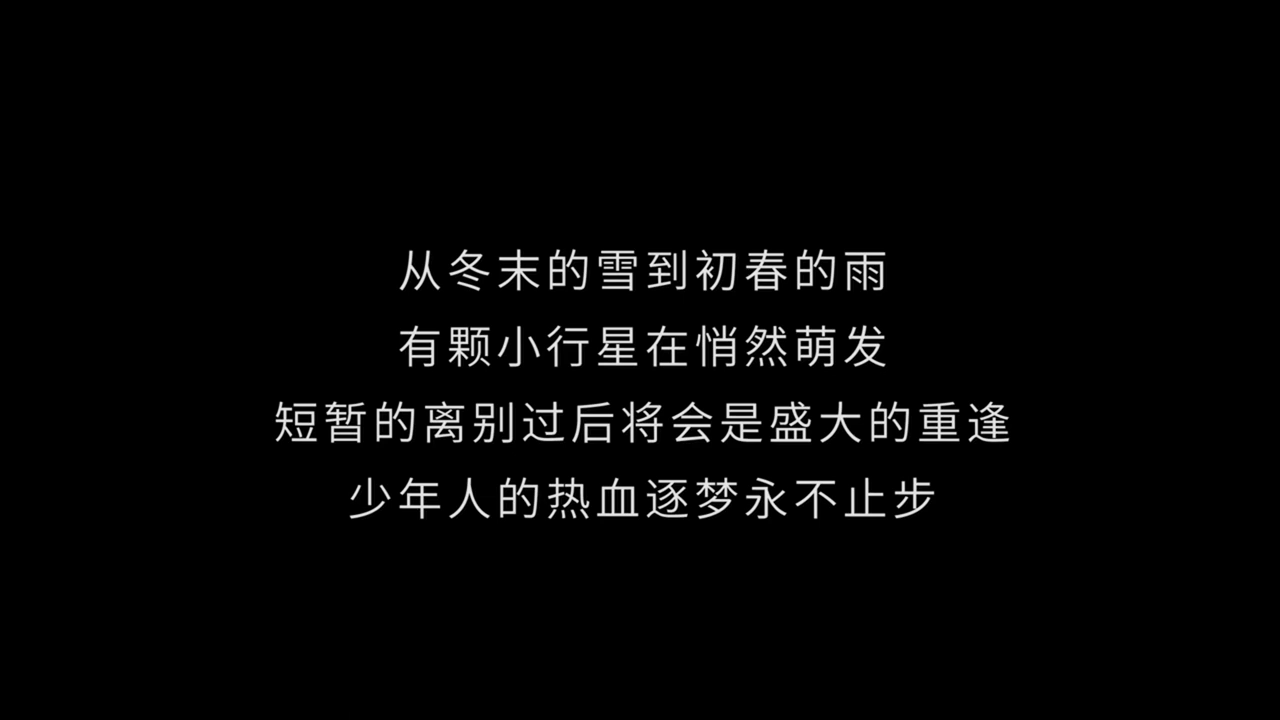 从冬末的雪到初春的雨
有颗小行星在悄然萌发
短暂的离别过后将会是盛大的重逢
少年人的热血逐梦永不止步